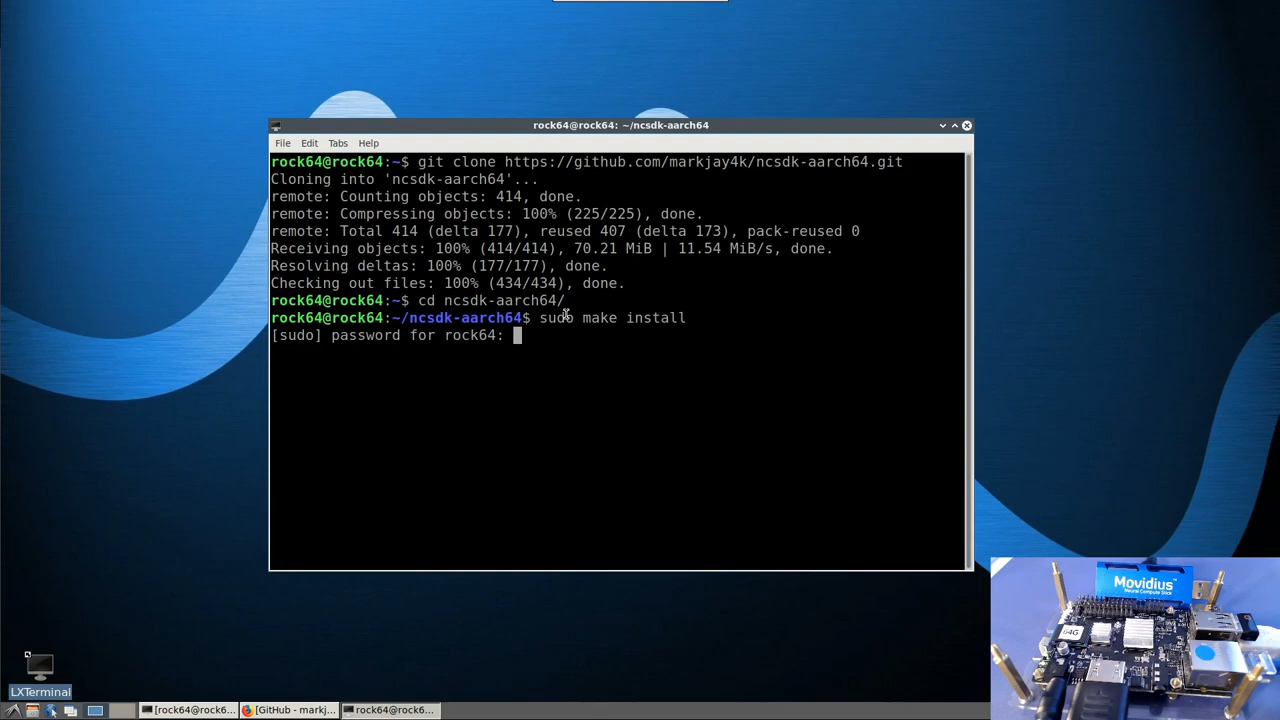 rock64@rock64: ~/ncsdk-aarch64
File Edit Tabs Help
rock64@rock64:~$ git clone https://github.com/markjay4k/ncsdk-aarch64.git
Cloning into 'ncsdk-aarch64'...
remote: Counting objects: 414, done.
remote: Compressing objects: 100% (225/225), done.
remote: Total 414 (delta 177), reused 407 (delta 173), pack-reused 0
Receiving objects: 100% (414/414), 70.21 MiB | 11.54 MiB/s, done.
Resolving deltas: 100% (177/177), done.
Checking out files: 100% (434/434), done.
rock64@rock64:~$ cd ncsdk-aarch64/
rock64@rock64:~/ncsdk-aarch64$ sudo make install
[sudo] password for rock64:
Movidius
Neural Compute Stick
64G
LXTerminal
[rock64@rock6... [GitHub - markj... rock64@rock6...